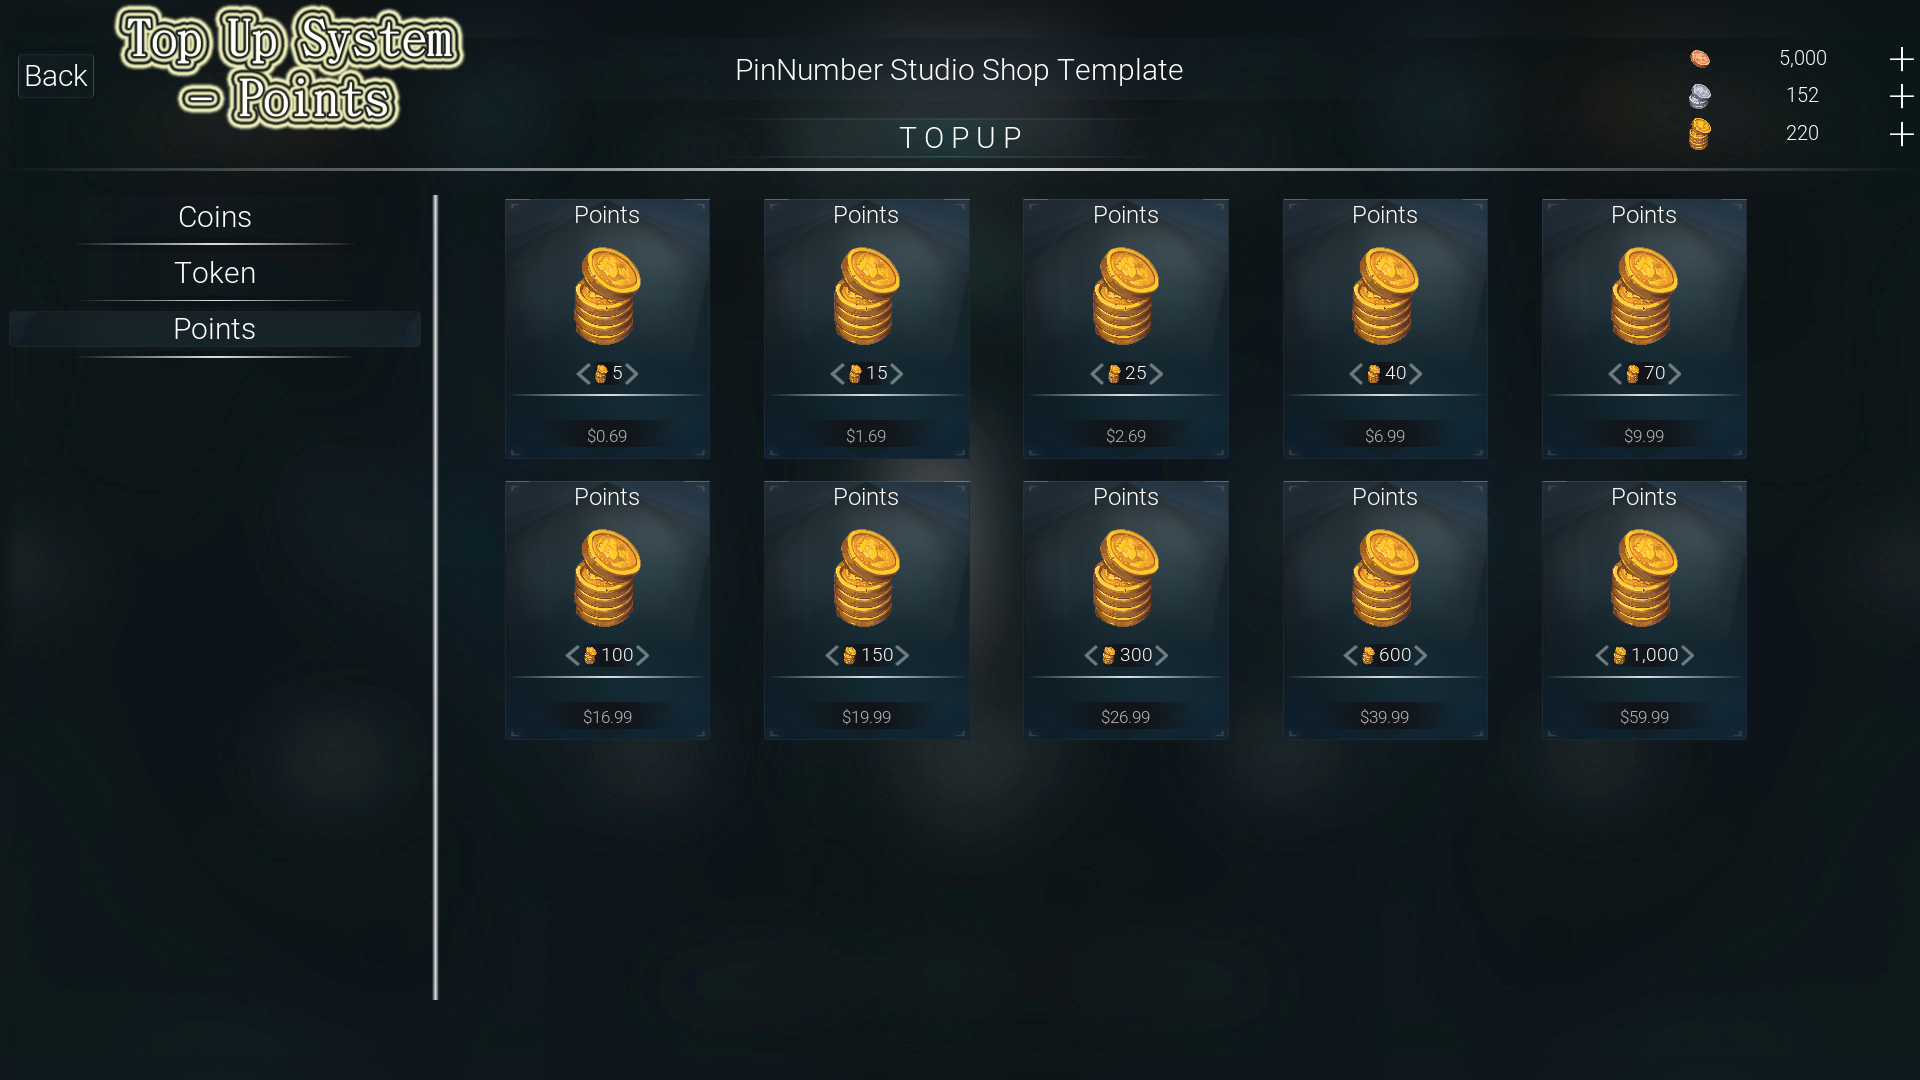 Top Up System
- Points
Back
PinNumber Studio Shop Template
TOPUP
5,000
152
220
Coins
Token
Points
Points
5
$0.69
Points
15
$1.69
Points
25
$2.69
Points
40
$6.99
Points
70
$9.99
Points
100
$16.99
Points
150
$19.99
Points
300
$26.99
Points
600
$39.99
Points
1,000
$59.99